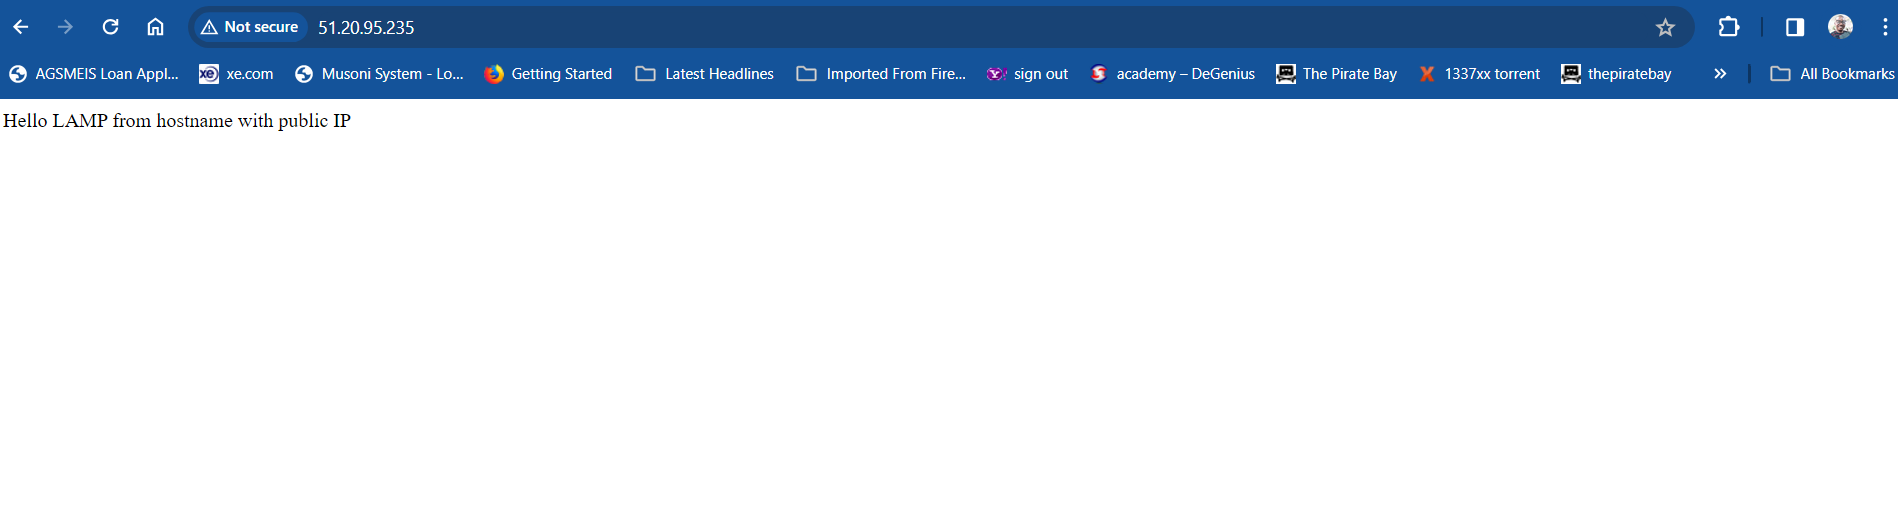 Not secure 51.20.95.235
AGSMEIS Loan Appl... xe xe.com Musoni System - Lo... Getting Started Latest Headlines Imported From Fire... Y! sign out academy – DeGenius The Pirate Bay X 1337xx torrent thepiratebay » All Bookmarks
Hello LAMP from hostname with public IP